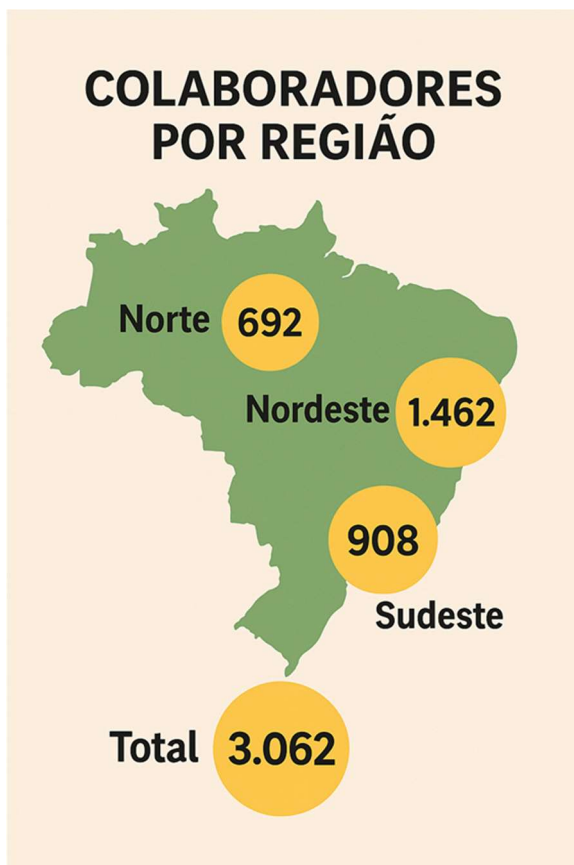 COLABORADORES
POR REGIÃO
Norte 692
Nordeste 1.462
908
Sudeste
Total 3.062